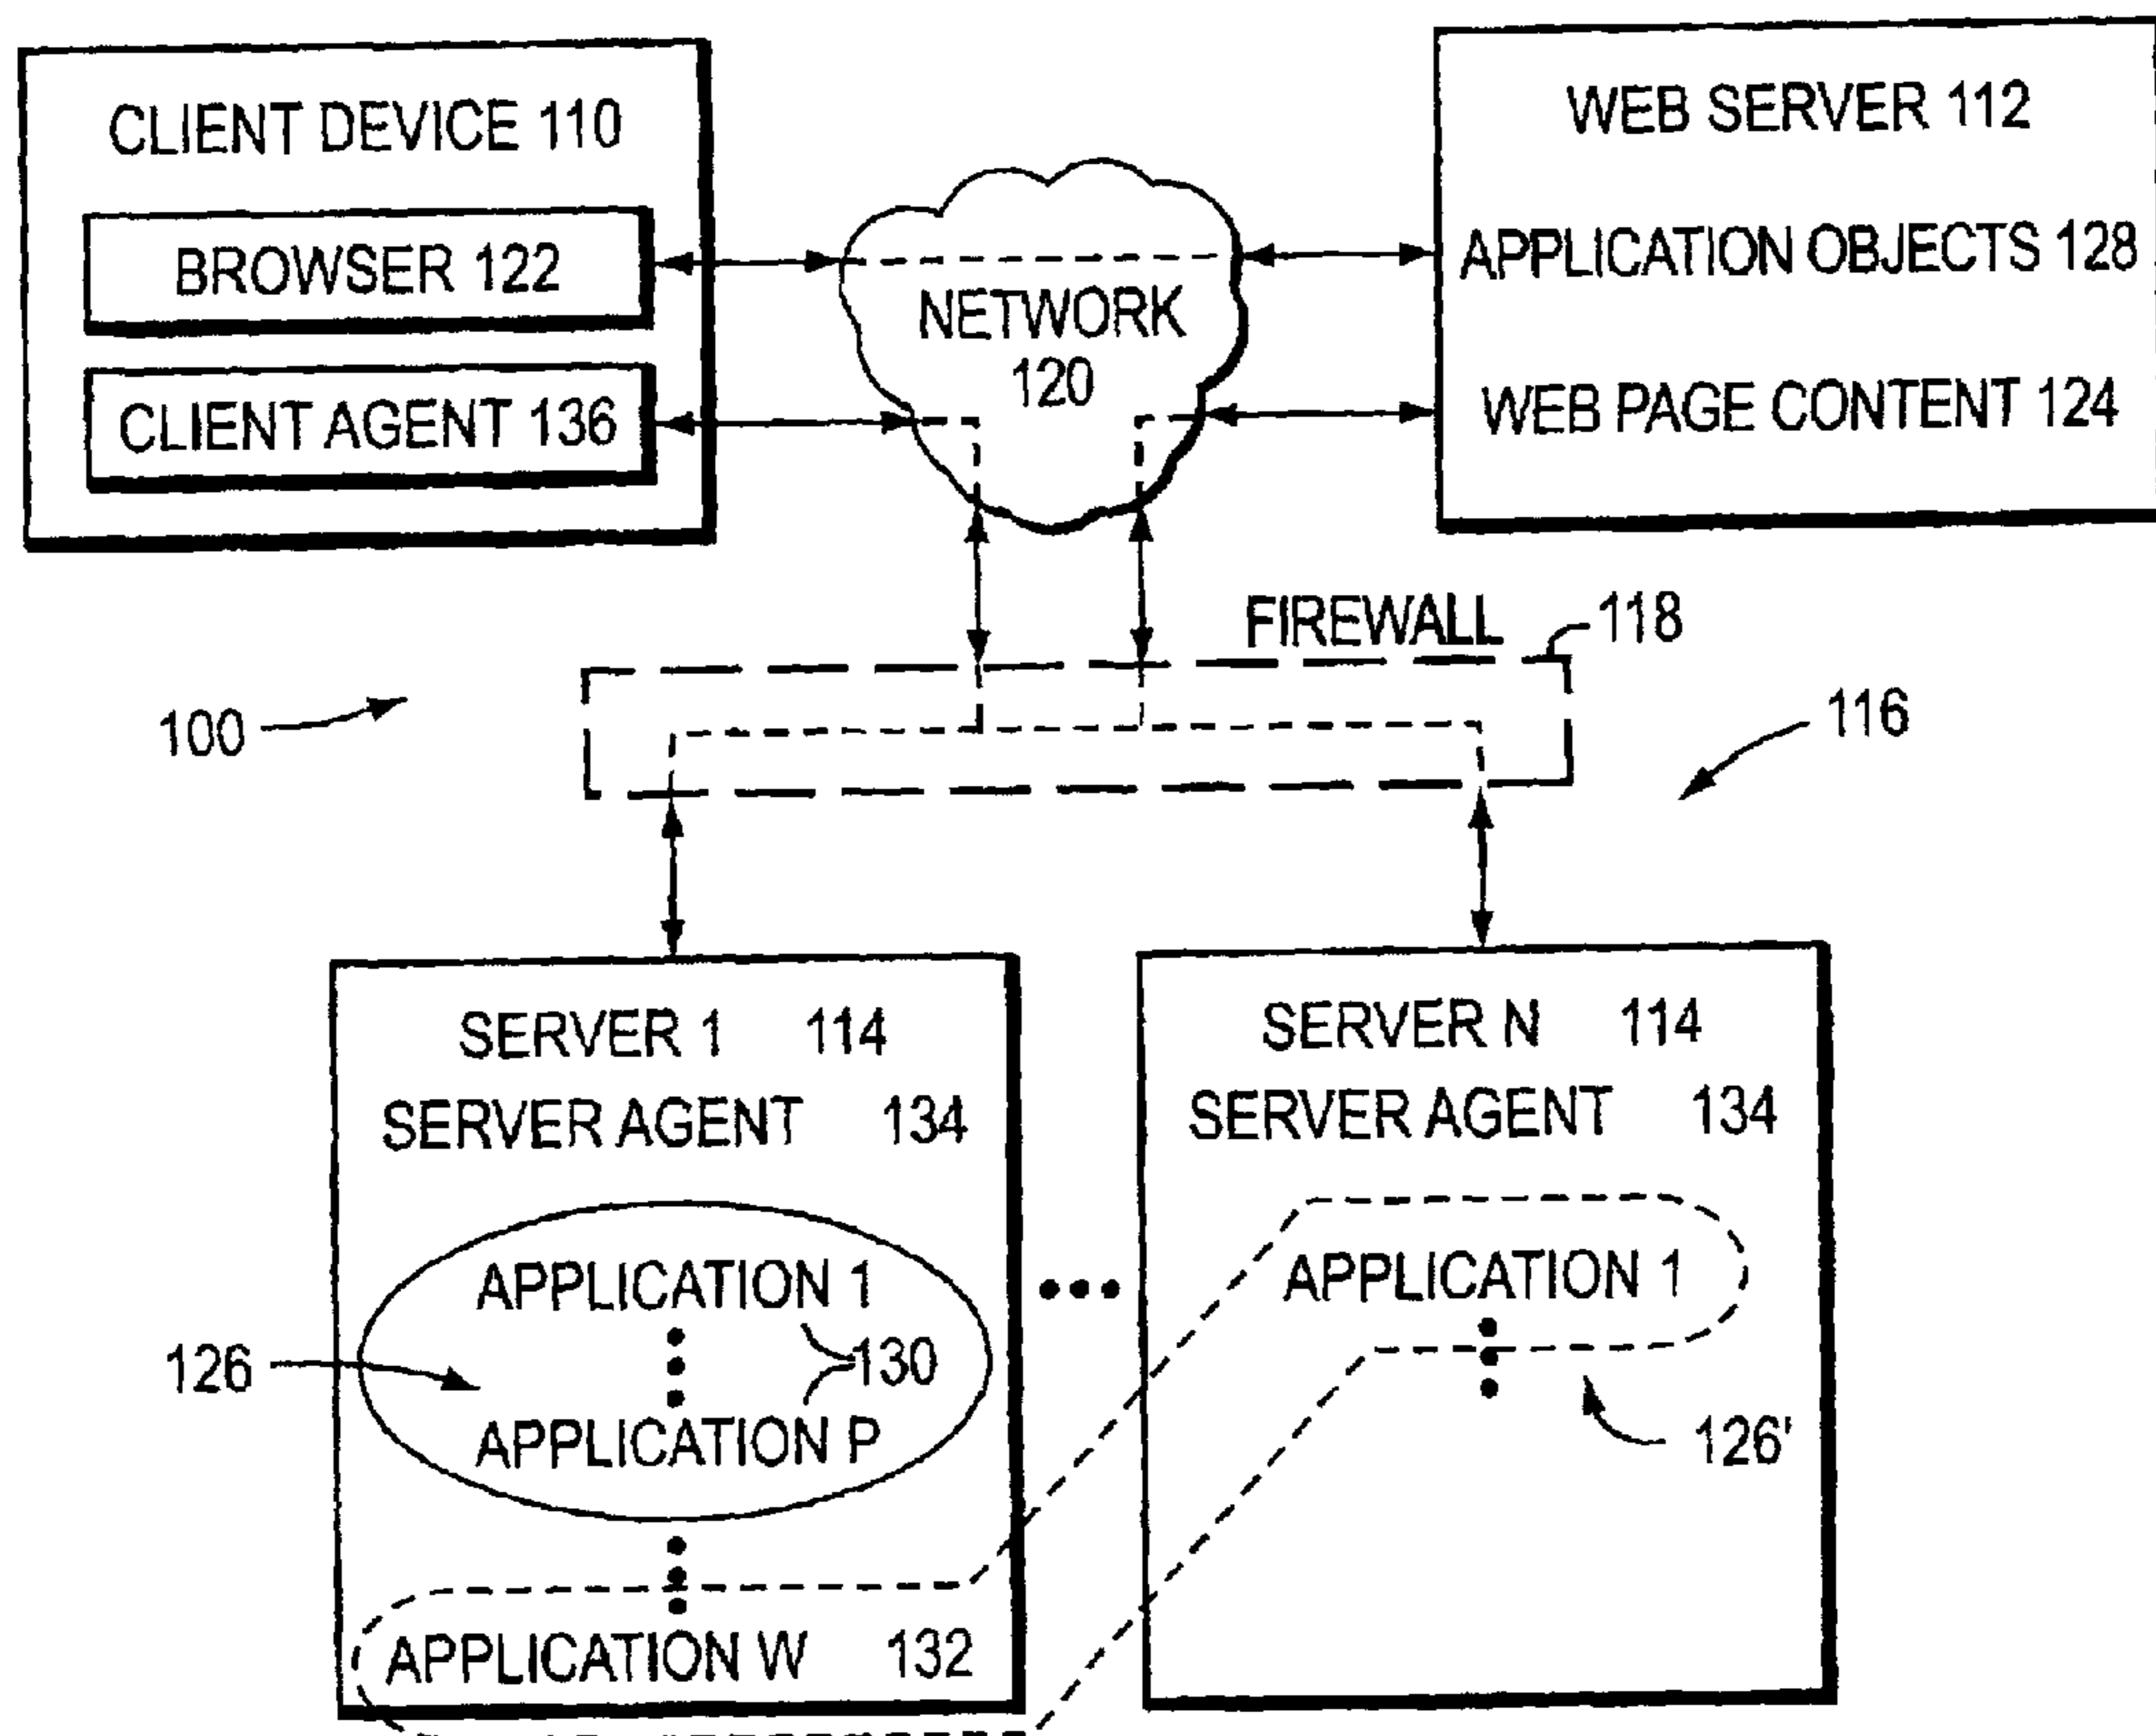 CLIENT DEVICE 110
BROWSER 122
CLIENT AGENT 136
NETWORK
120
WEB SERVER 112
APPLICATION OBJECTS 128
WEB PAGE CONTENT 124
FIREWALL
118
100
116
SERVER 1 114
SERVER AGENT 134
APPLICATION 1
130
126
APPLICATION P
APPLICATION W 132
SERVER N 114
SERVER AGENT 134
APPLICATION 1
126'